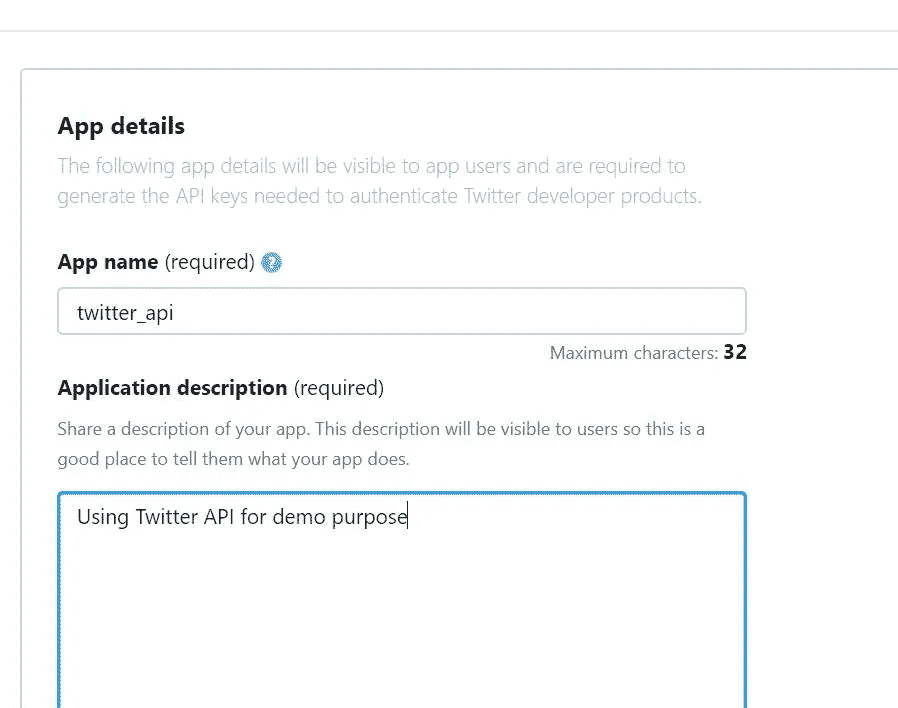 App details
The following app details will be visible to app users and are required to
generate the API keys needed to authenticate Twitter developer products.
App name (required) ?
twitter_api
Maximum characters: 32
Application description (required)
Share a description of your app. This description will be visible to users so this is a
good place to tell them what your app does.
Using Twitter API for demo purpose